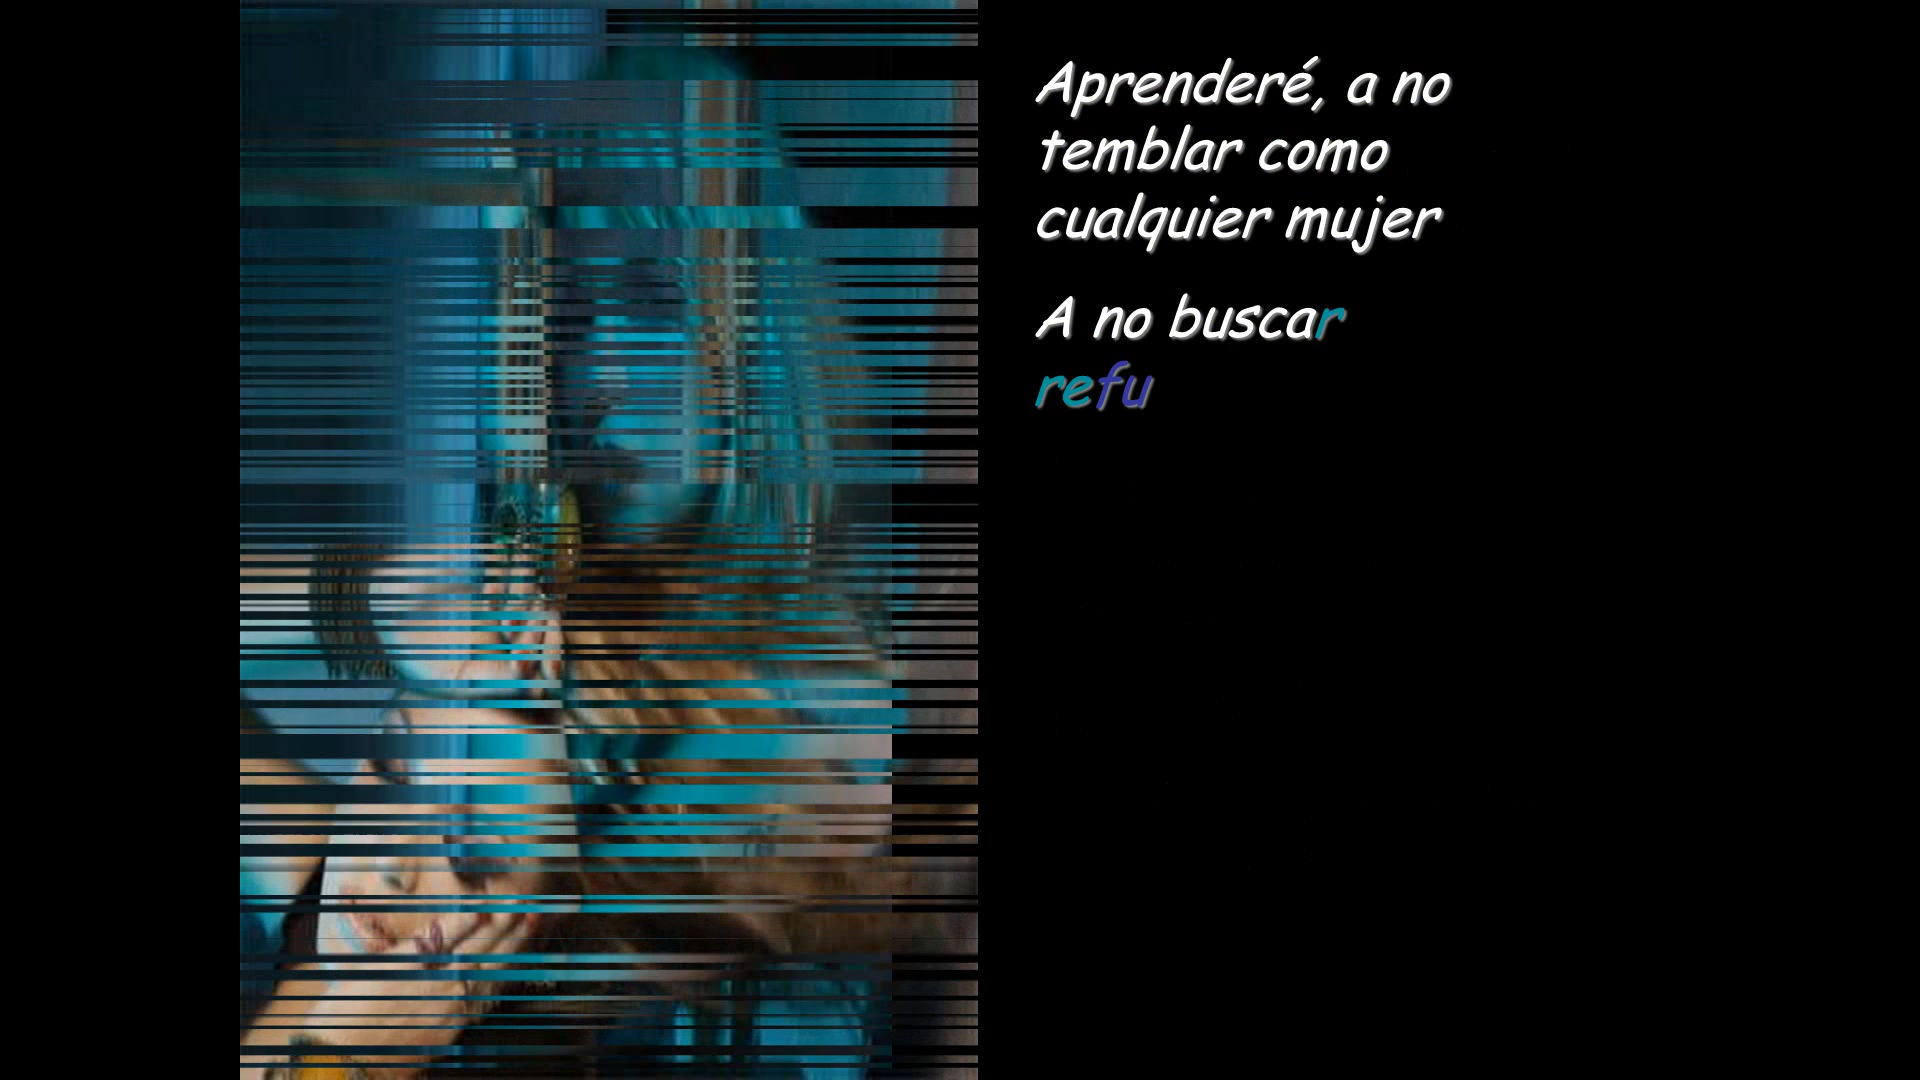 Aprenderé, a no
temblar como
cualquier mujer
A no buscar
refu